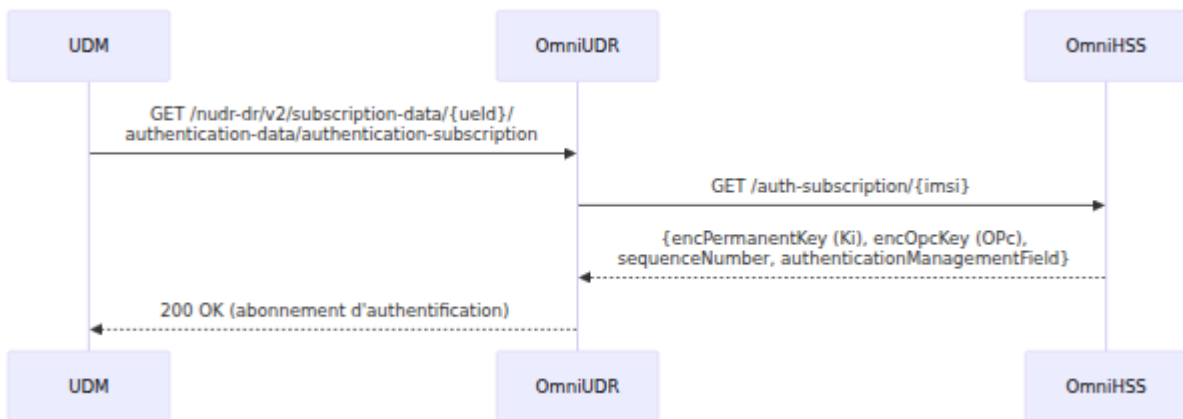 UDM
OmniUDR
OmniHSS
GET /nudr-dr/v2/subscription-data/{ueId}/
authentication-data/authentication-subscription
GET /auth-subscription/{imsi}
{encPermanentKey (Ki), encOpcKey (OPc),
sequenceNumber, authenticationManagementField}
200 OK (abonnement d'authentification)
UDM
OmniUDR
OmniHSS